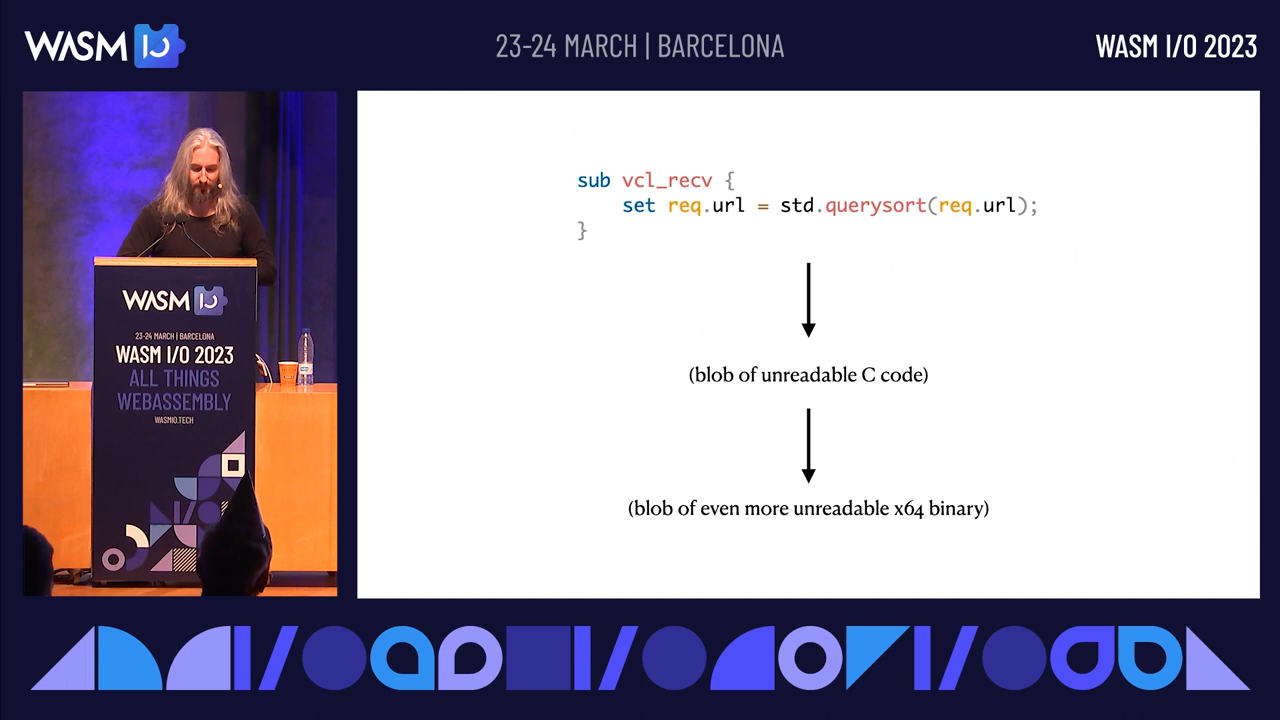 WASM IO
23-24 MARCH | BARCELONA
WASM I/O 2023
WASM IO
23-24 MARCH | BARCELONA
WASM I/O 2023
ALL THINGS
WEBASSEMBLY
WASMIO.TECH
sub vcl_recv {
    set req.url = std.querysort(req.url);
}
(blob of unreadable C code)
(blob of even more unreadable x64 binary)